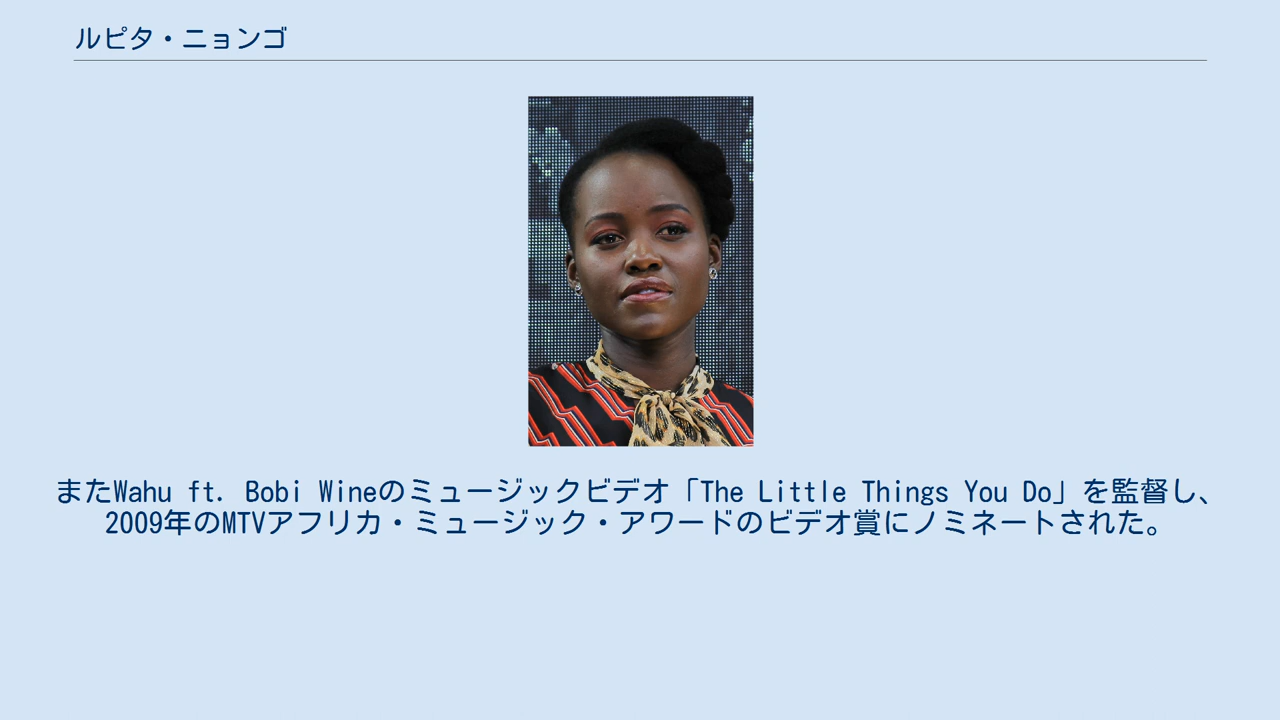 ルピタ・ニョンゴ
またWahu ft. Bobi Wineのミュージックビデオ「The Little Things You Do」を監督し、
2009年のMTVアフリカ・ミュージック・アワードのビデオ賞にノミネートされた。